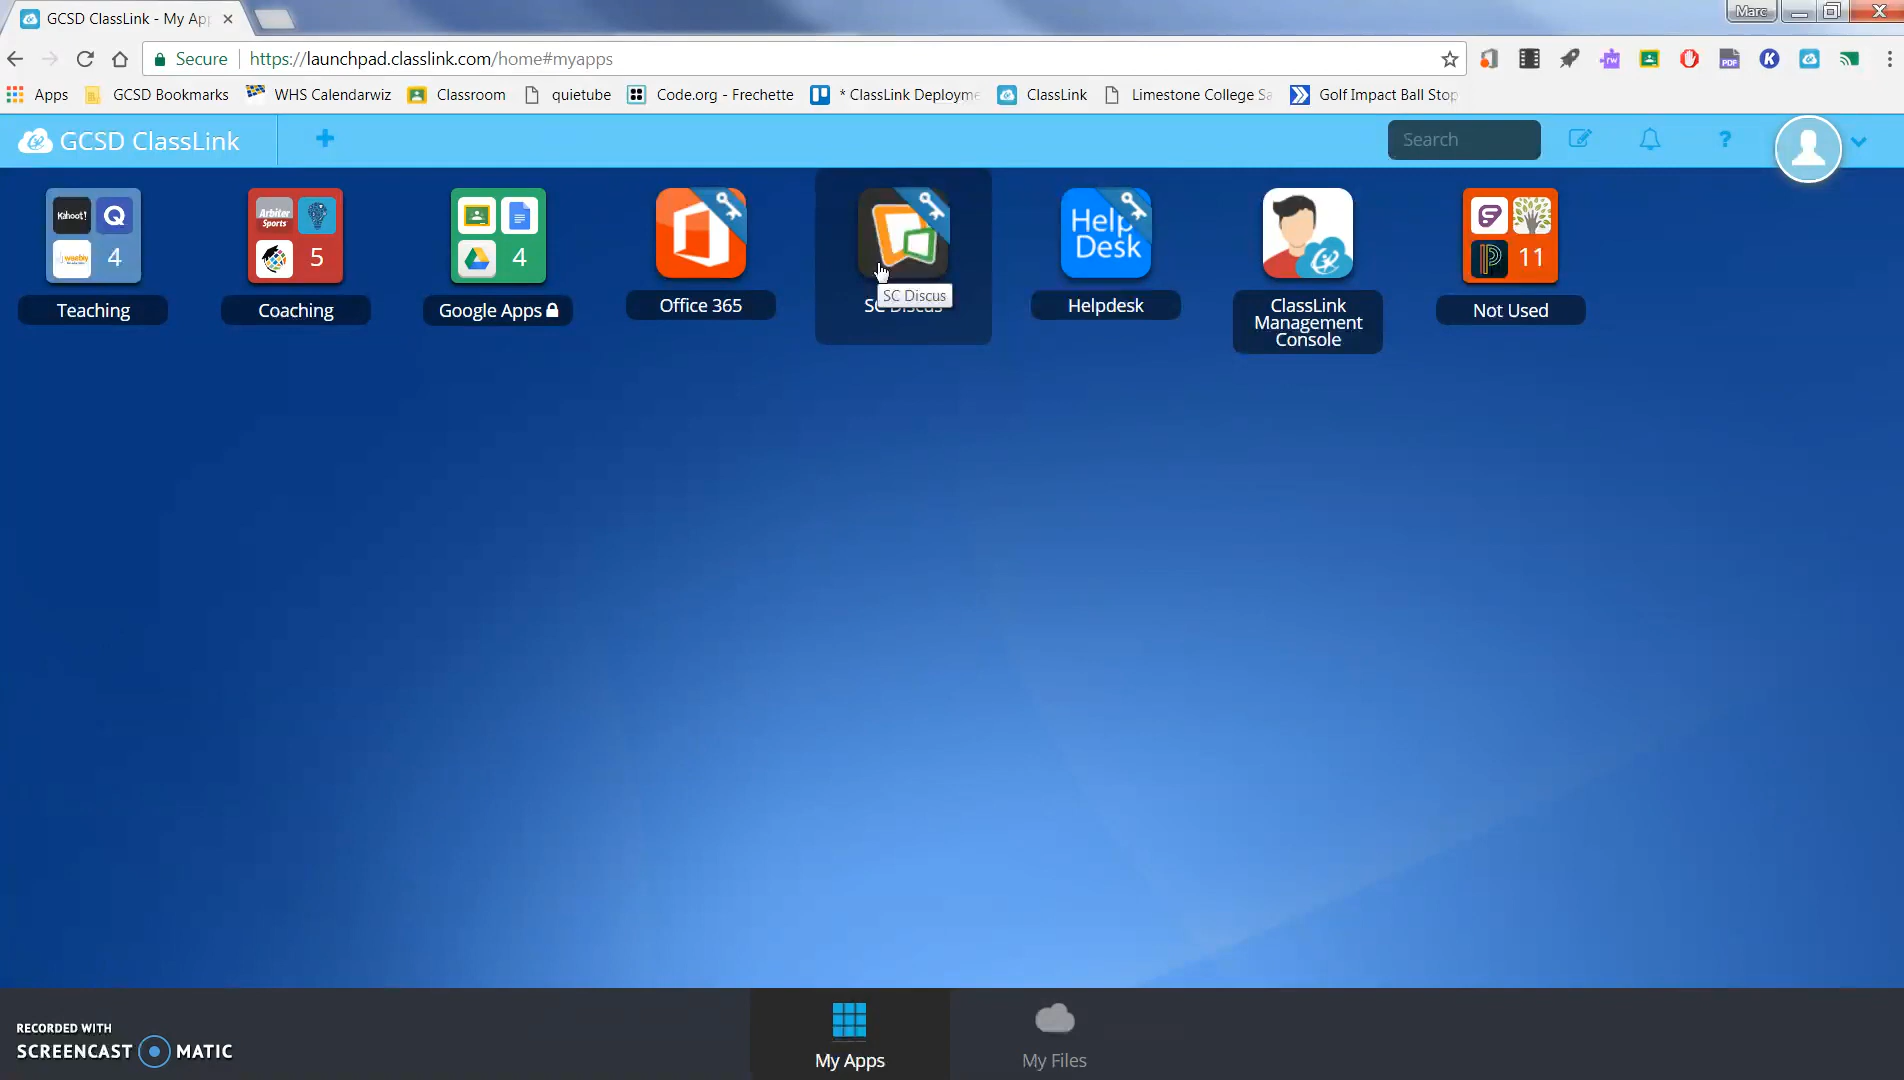 GCSD ClassLink - My Ap
Marc
Secure
https://launchpad.classlink.com/home#myapps
rw
PDF
K
Apps
GCSD Bookmarks
WHS Calendarwiz
Classroom
quietube
Code.org - Frechette
* ClassLink Deployme
ClassLink
Limestone College Sa
Golf Impact Ball Stop
GCSD ClassLink
+
Search
?
Kahoot!
Q
weebly
4
Arbiter
Sports
5
4
Help
Desk
11
SC Discus
Teaching
Coaching
Google Apps
Office 365
Helpdesk
ClassLink
Management
Console
Not Used
RECORDED WITH
SCREENCAST MATIC
My Apps
My Files